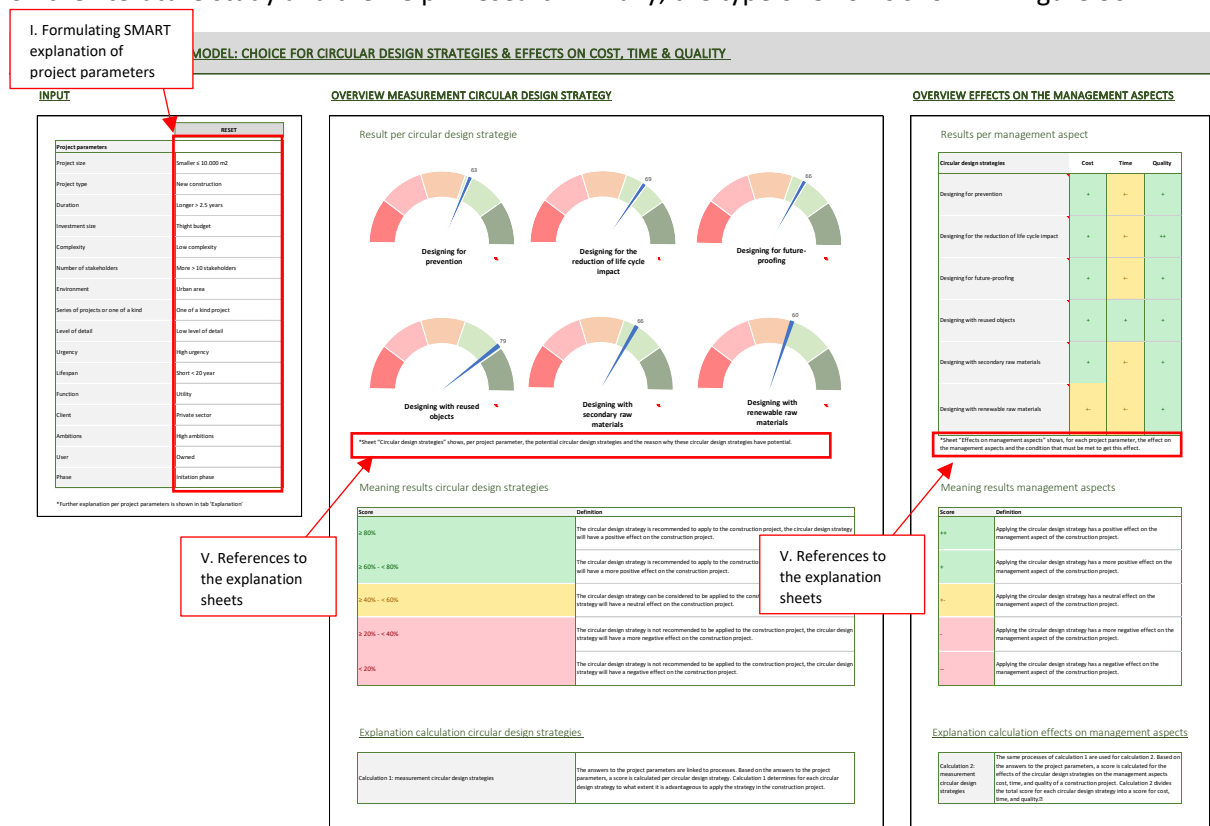 I. Formulating SMART
explanation of
project parameters
MODEL: CHOICE FOR CIRCULAR DESIGN STRATEGIES & EFFECTS ON COST, TIME & QUALITY
INPUT
RESET
Project parameters
Project size Smaller ≤ 10.000 m2
Project type New construction
Duration Longer > 2.5 years
Investment size Thight budget
Complexity Low complexity
Number of stakeholders More > 10 stakeholders
Environment Urban area
Series of projects or one of a kind One of a kind project
Level of detail Low level of detail
Urgency High urgency
Lifespan Short < 20 year
Function Utility
Client Private sector
Ambitions High ambitions
User Owned
Phase Initation phase
*Further explanation per project parameters is shown in tab 'Explanation'
OVERVIEW MEASUREMENT CIRCULAR DESIGN STRATEGY
Result per circular design strategie
63
Designing for
prevention
69
Designing for the
reduction of life cycle
impact
66
Designing for future-
proofing
79
Designing with reused
objects
66
Designing with
secondary raw
materials
60
Designing with
renewable raw
materials
*Sheet "Circular design strategies" shows, per project parameter, the potential circular design strategies and the reason why these circular design strategies have potential.
V. References to
the explanation
sheets
Meaning results circular design strategies
Score Definition
≥ 80% The circular design strategy is recommended to apply to the construction project, the circular design strategy
will have a positive effect on the construction project.
≥ 60% - < 80% The circular design strategy is recommended to apply to the
will have a more positive effect on the construction project.
≥ 40% - < 60% The circular design strategy can be considered to be applied to the
strategy will have a neutral effect on the construction project.
≥ 20% - < 40% The circular design strategy is not recommended to be applied to the construction project, the circular design
strategy will have a more negative effect on the construction project.
< 20% The circular design strategy is not recommended to be applied to the construction project, the circular design
strategy will have a negative effect on the construction project.
Explanation calculation circular design strategies
Calculation 1: measurement circular design strategies
The answers to the project parameters are linked to processes. Based on the answers to the project
parameters, a score is calculated per circular design strategy. Calculation 1 determines for each circular
design strategy to what extent it is advantageous to apply the strategy in the construction project.
OVERVIEW EFFECTS ON THE MANAGEMENT ASPECTS
Results per management aspect
Circular design strategies Cost Time Quality
Designing for prevention + +- +
Designing for the reduction of life cycle impact + +- ++
Designing for future-proofing + +- +
Designing with reused objects + + +
Designing with secondary raw materials + +- +
Designing with renewable raw materials +- +- +
*Sheet "Effects on management aspects" shows, for each project parameter, the effect on
the management aspects and the condition that must be met to get this effect.
V. References to
the explanation
sheets
Meaning results management aspects
Score Definition
++ Applying the circular design strategy has a positive effect on the
management aspect of the construction project.
+ Applying the circular design strategy has a more positive effect on the
management aspect of the construction project.
+- Applying the circular design strategy has a neutral effect on the
management aspect of the construction project.
- Applying the circular design strategy has a more negative effect on the
management aspect of the construction project.
-- Applying the circular design strategy has a negative effect on the
management aspect of the construction project.
Explanation calculation effects on management aspects
Calculation 2:
measurement
circular design
strategies
The same processes of calculation 1 are used for calculation 2. Based on
the answers to the project parameters, a score is calculated for the
effects of the circular design strategies on the management aspects
cost, time, and quality of a construction project. Calculation 2 divides
the total score for each circular design strategy into a score for cost,
time, and quality.